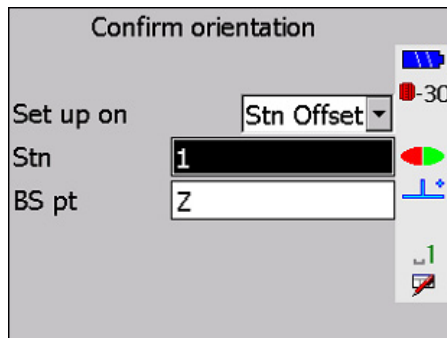 Confirm orientation
-30
Set up on Stn Offset
Stn 1
BS pt Z
1